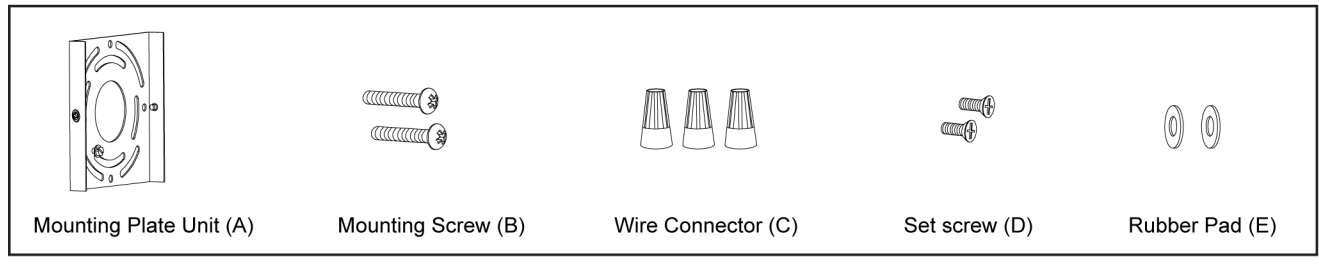 Mounting Plate Unit (A)
Mounting Screw (B)
Wire Connector (C)
Set screw (D)
Rubber Pad (E)